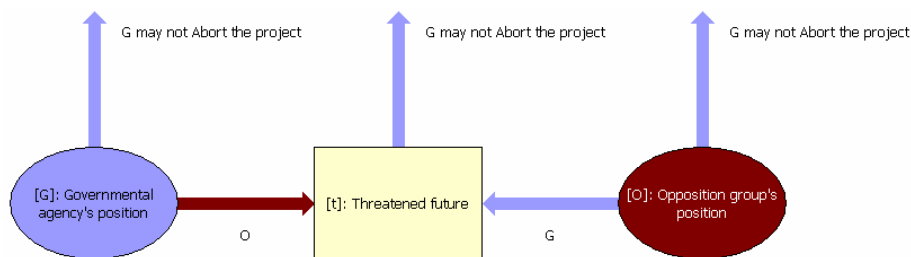 G may not Abort the project
G may not Abort the project
G may not Abort the project
[G]: Governmental
agency's position
[t]: Threatened future
[O]: Opposition group's
position
O
G